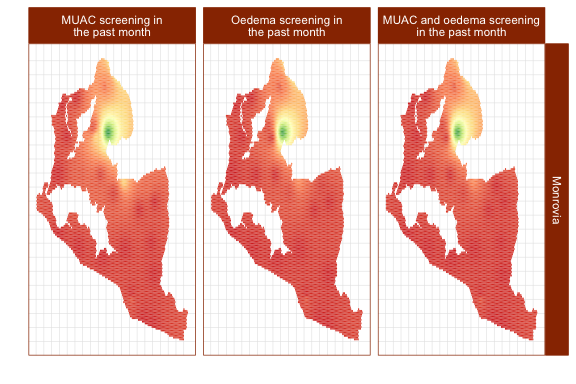 MUAC screening in
the past month
Oedema screening in
the past month
MUAC and oedema screening
in the past month
Monrovia